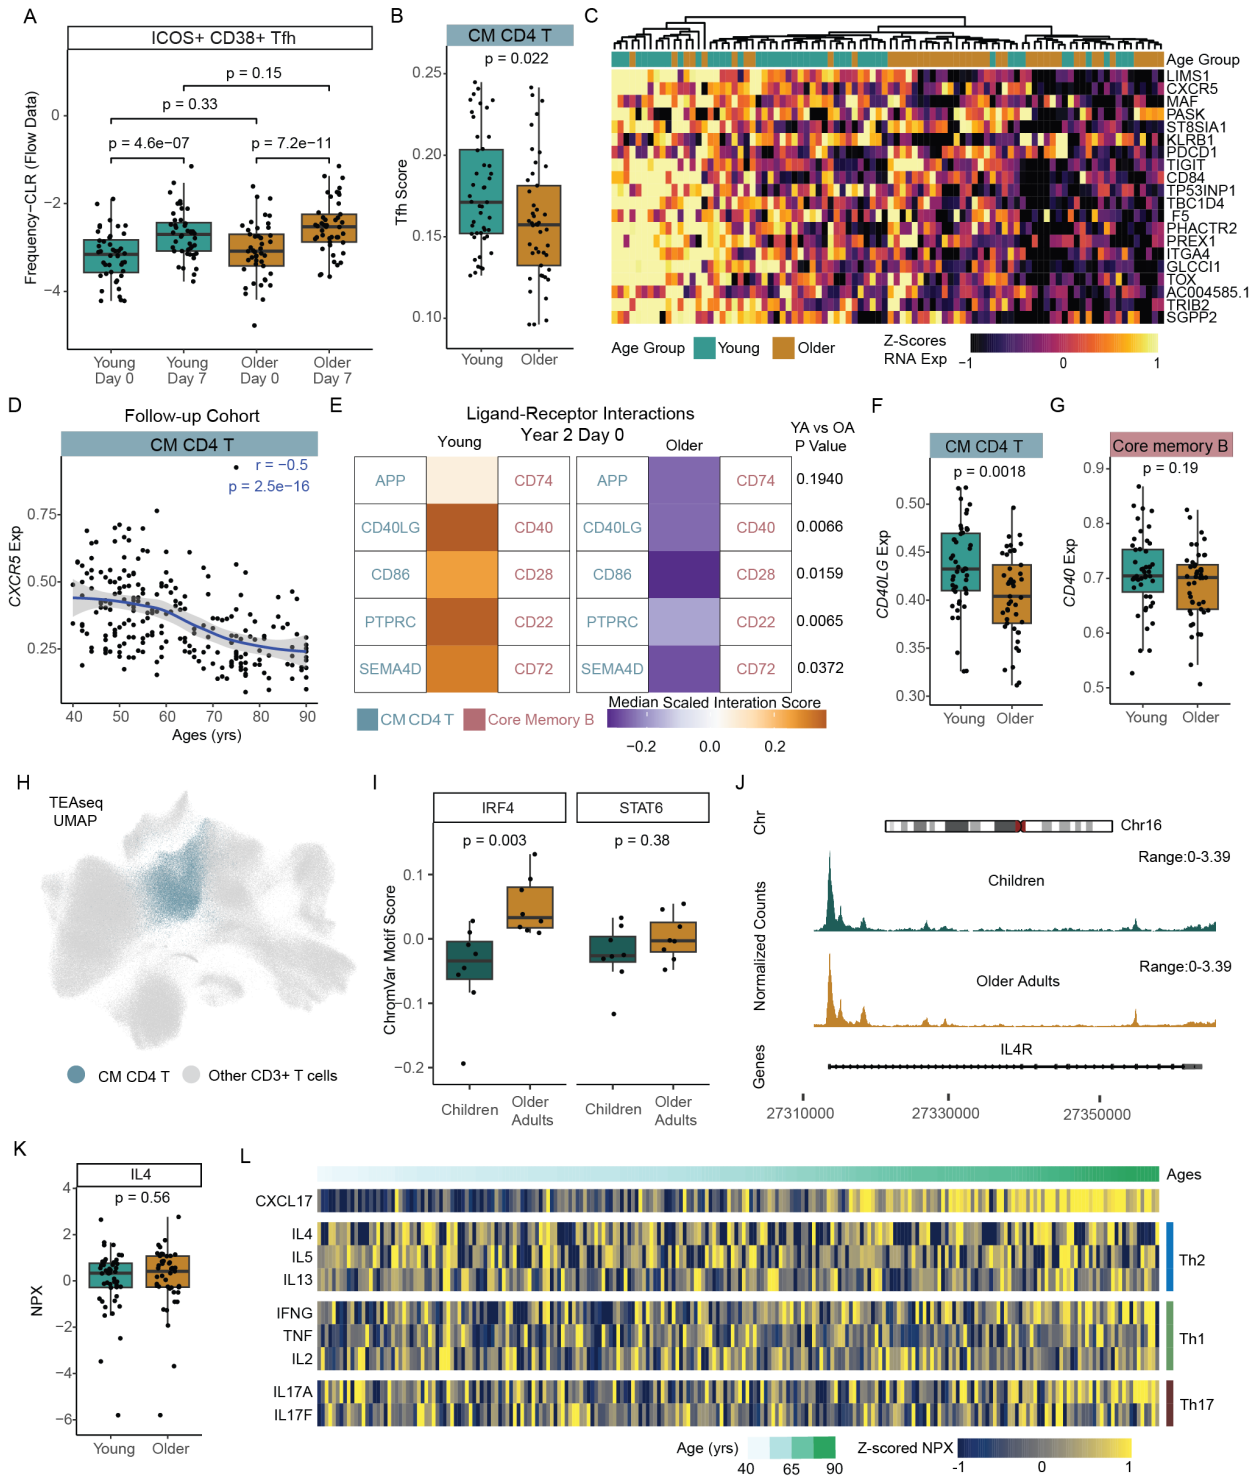 A
ICOS+ CD38+ Tfh
Frequency−CLR (Flow Data)
0
−2
−4
p = 0.15
p = 0.33
p = 4.6e−07
p = 7.2e−11
Young Day 0
Young Day 7
Older Day 0
Older Day 7
B
CM CD4 T
p = 0.022
Tfh Score
0.25
0.20
0.15
0.10
Young
Older
C
Age Group
LIMS1
CXCR5
MAF
PASK
ST8SIA1
KLRB1
PDCD1
TIGIT
CD84
TP53INP1
TBC1D4
F5
PHACTR2
PREX1
ITGA4
GLCCI1
TOX
AC004585.1
TRIB2
SGPP2
Age Group Young Older
Z-Scores
RNA Exp
−1 0 1
D
Follow-up Cohort
CM CD4 T
r = −0.5
p = 2.5e−16
CXCR5 Exp
0.75
0.50
0.25
40 50 60 70 80 90
Ages (yrs)
E
Ligand-Receptor Interactions
Year 2 Day 0
Young
Older
YA vs OA
P Value
APP CD74 APP CD74 0.1940
CD40LG CD40 CD40LG CD40 0.0066
CD86 CD28 CD86 CD28 0.0159
PTPRC CD22 PTPRC CD22 0.0065
SEMA4D CD72 SEMA4D CD72 0.0372
CM CD4 T Core Memory B
Median Scaled Interation Score
−0.2 0.0 0.2
F
CM CD4 T
p = 0.0018
CD40LG Exp
0.50
0.45
0.40
0.35
0.30
Young
Older
G
Core memory B
p = 0.19
CD40 Exp
0.9
0.8
0.7
0.6
0.5
Young
Older
H
TEAseq
UMAP
CM CD4 T
Other CD3+ T cells
I
IRF4
STAT6
p = 0.003
p = 0.38
ChromVar Motif Score
0.1
0.0
−0.1
−0.2
Children
Older
Adults
Children
Older
Adults
J
Chr
Chr16
Range:0-3.39
Children
Normalized Counts
Range:0-3.39
Older Adults
Genes
IL4R
27310000
27330000
27350000
K
IL4
p = 0.56
NPX
4
2
0
−2
−4
−6
Young
Older
L
Ages
CXCL17
IL4
IL5
IL13
Th2
IFNG
TNF
IL2
Th1
IL17A
IL17F
Th17
Age (yrs)
40 65 90
Z-scored NPX
-1 0 1